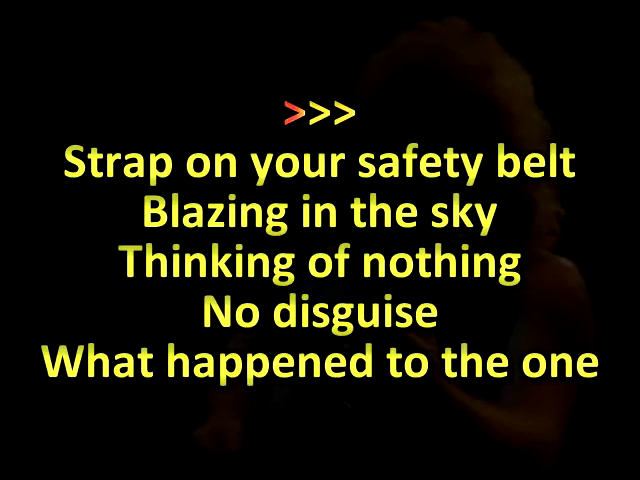 >>>
Strap on your safety belt
Blazing in the sky
Thinking of nothing
No disguise
What happened to the one